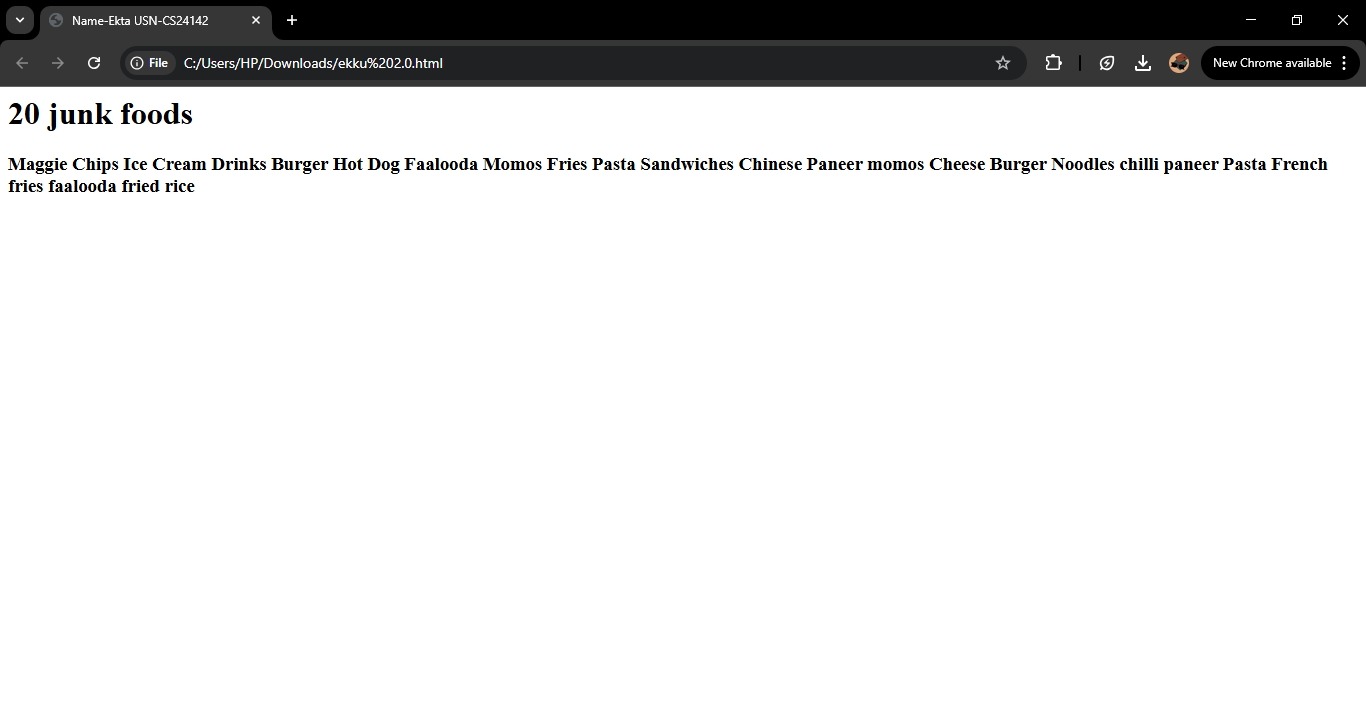 Name-Ekta USN-CS24142
File C:/Users/HP/Downloads/ekku%202.0.html
New Chrome available
20 junk foods
Maggie Chips Ice Cream Drinks Burger Hot Dog Faalooda Momos Fries Pasta Sandwiches Chinese Paneer momos Cheese Burger Noodles chilli paneer Pasta French
fries faalooda fried rice